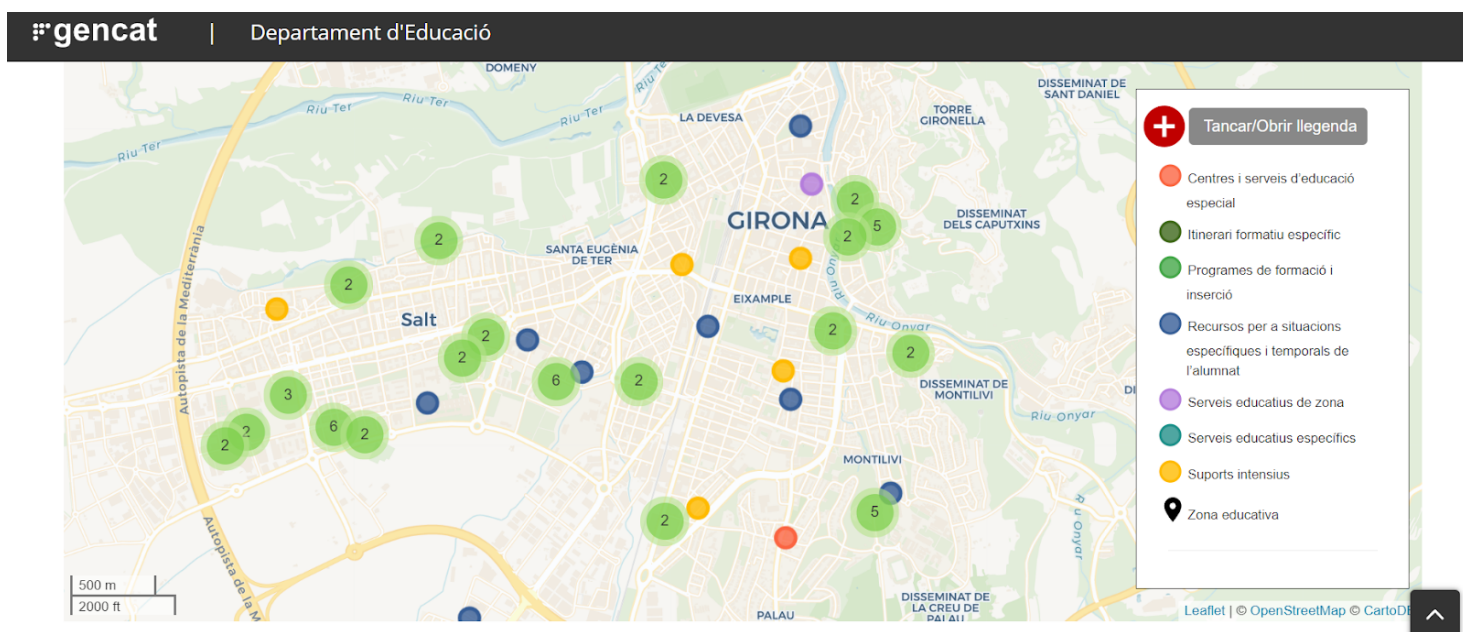 gencat | Departament d'Educació
DOMENY
Riu Ter
Riu Ter
Riu Ter
Riu Ter
LA DEVESA
TORRE
GIRONELLA
DISSEMINAT DE
SANT DANIEL
2
2
5
2
GIRONA
DISSEMINAT
DELS CAPUTXINS
2
SANTA EUGÈNIA
DE TER
Autopista de la Mediterrània
2
Riu Onyar
EIXAMPLE
Salt
2
2
2
Riu Onyar
2
6
2
2
DISSEMINAT DE
MONTILIVI
Riu Onyar
3
2
2
6
2
MONTILIVI
2
5
Autopista de la M
DISSEMINAT DE
LA CREU DE
PALAU
PALAU
500 m
2000 ft
+ Tancar/Obrir llegenda
Centres i serveis d'educació
especial
Itinerari formatiu específic
Programes de formació i
inserció
Recursos per a situacions
específiques i temporals de
l'alumnat
Serveis educatius de zona
Serveis educatius específics
Suports intensius
Zona educativa
Leaflet | © OpenStreetMap © CartoD